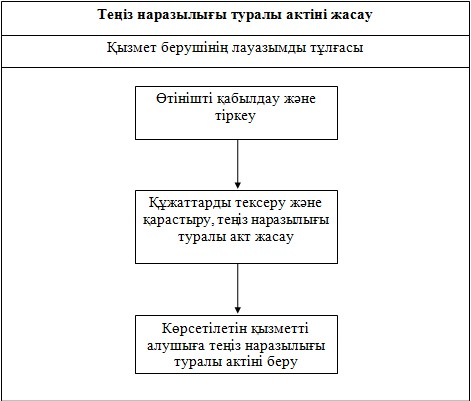 Теңіз наразылығы туралы актіні жасау
Қызмет берушінің лауазымды тұлғасы
Өтінішті қабылдау және
тіркеу
Құжаттарды тексеру және
қарастыру, теңіз наразылығы
туралы акт жасау
Көрсетілетін қызметті
алушыға теңіз наразылығы
туралы актіні беру